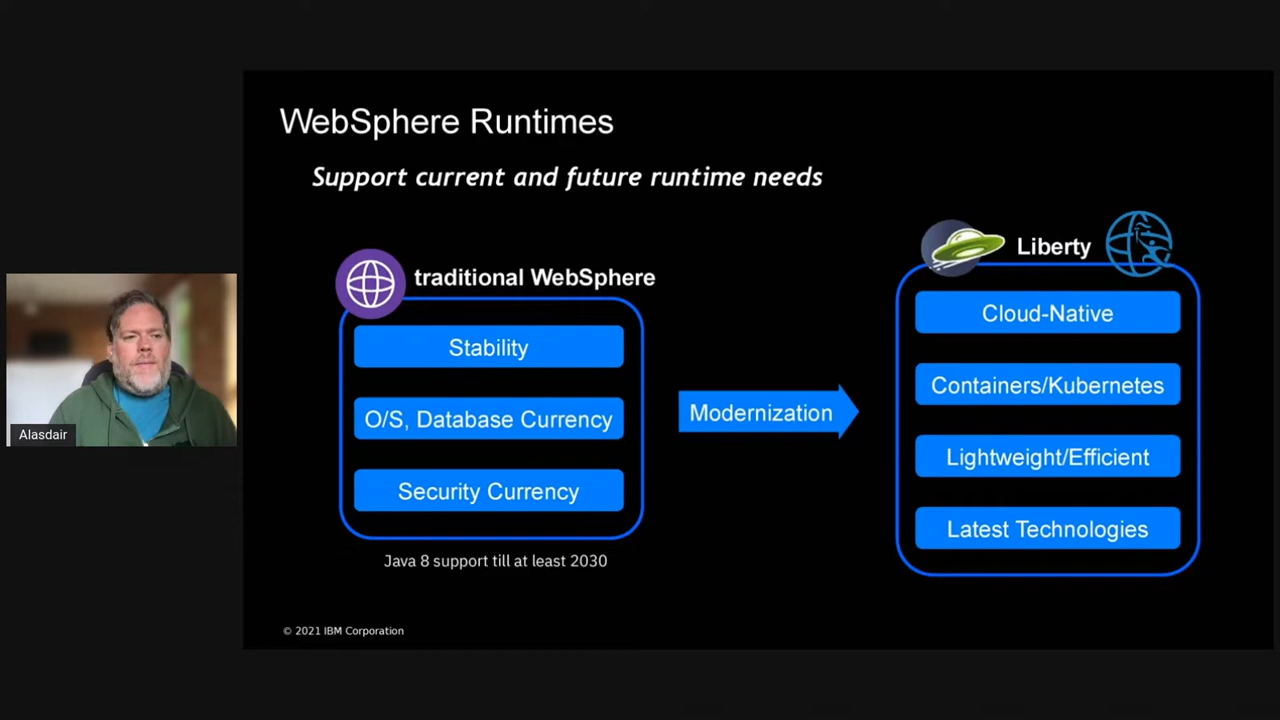 WebSphere Runtimes
Support current and future runtime needs
traditional WebSphere
Stability
O/S, Database Currency
Security Currency
Java 8 support till at least 2030
Modernization
Liberty
Cloud-Native
Containers/Kubernetes
Lightweight/Efficient
Latest Technologies
Alasdair
© 2021 IBM Corporation